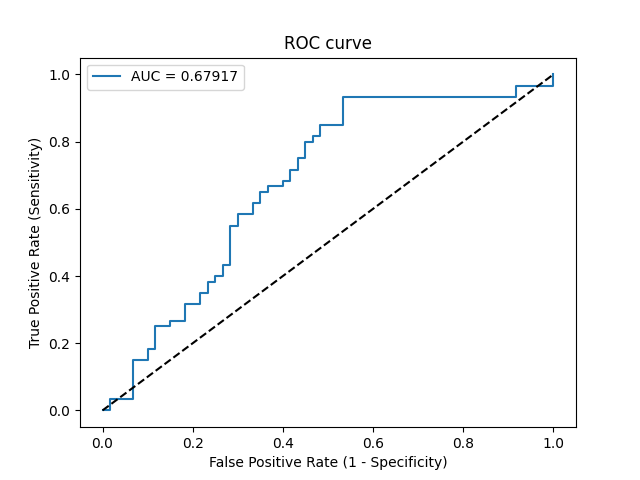 ROC curve
AUC = 0.67917
True Positive Rate (Sensitivity)
1.0
0.8
0.6
0.4
0.2
0.0
0.0 0.2 0.4 0.6 0.8 1.0
False Positive Rate (1 - Specificity)